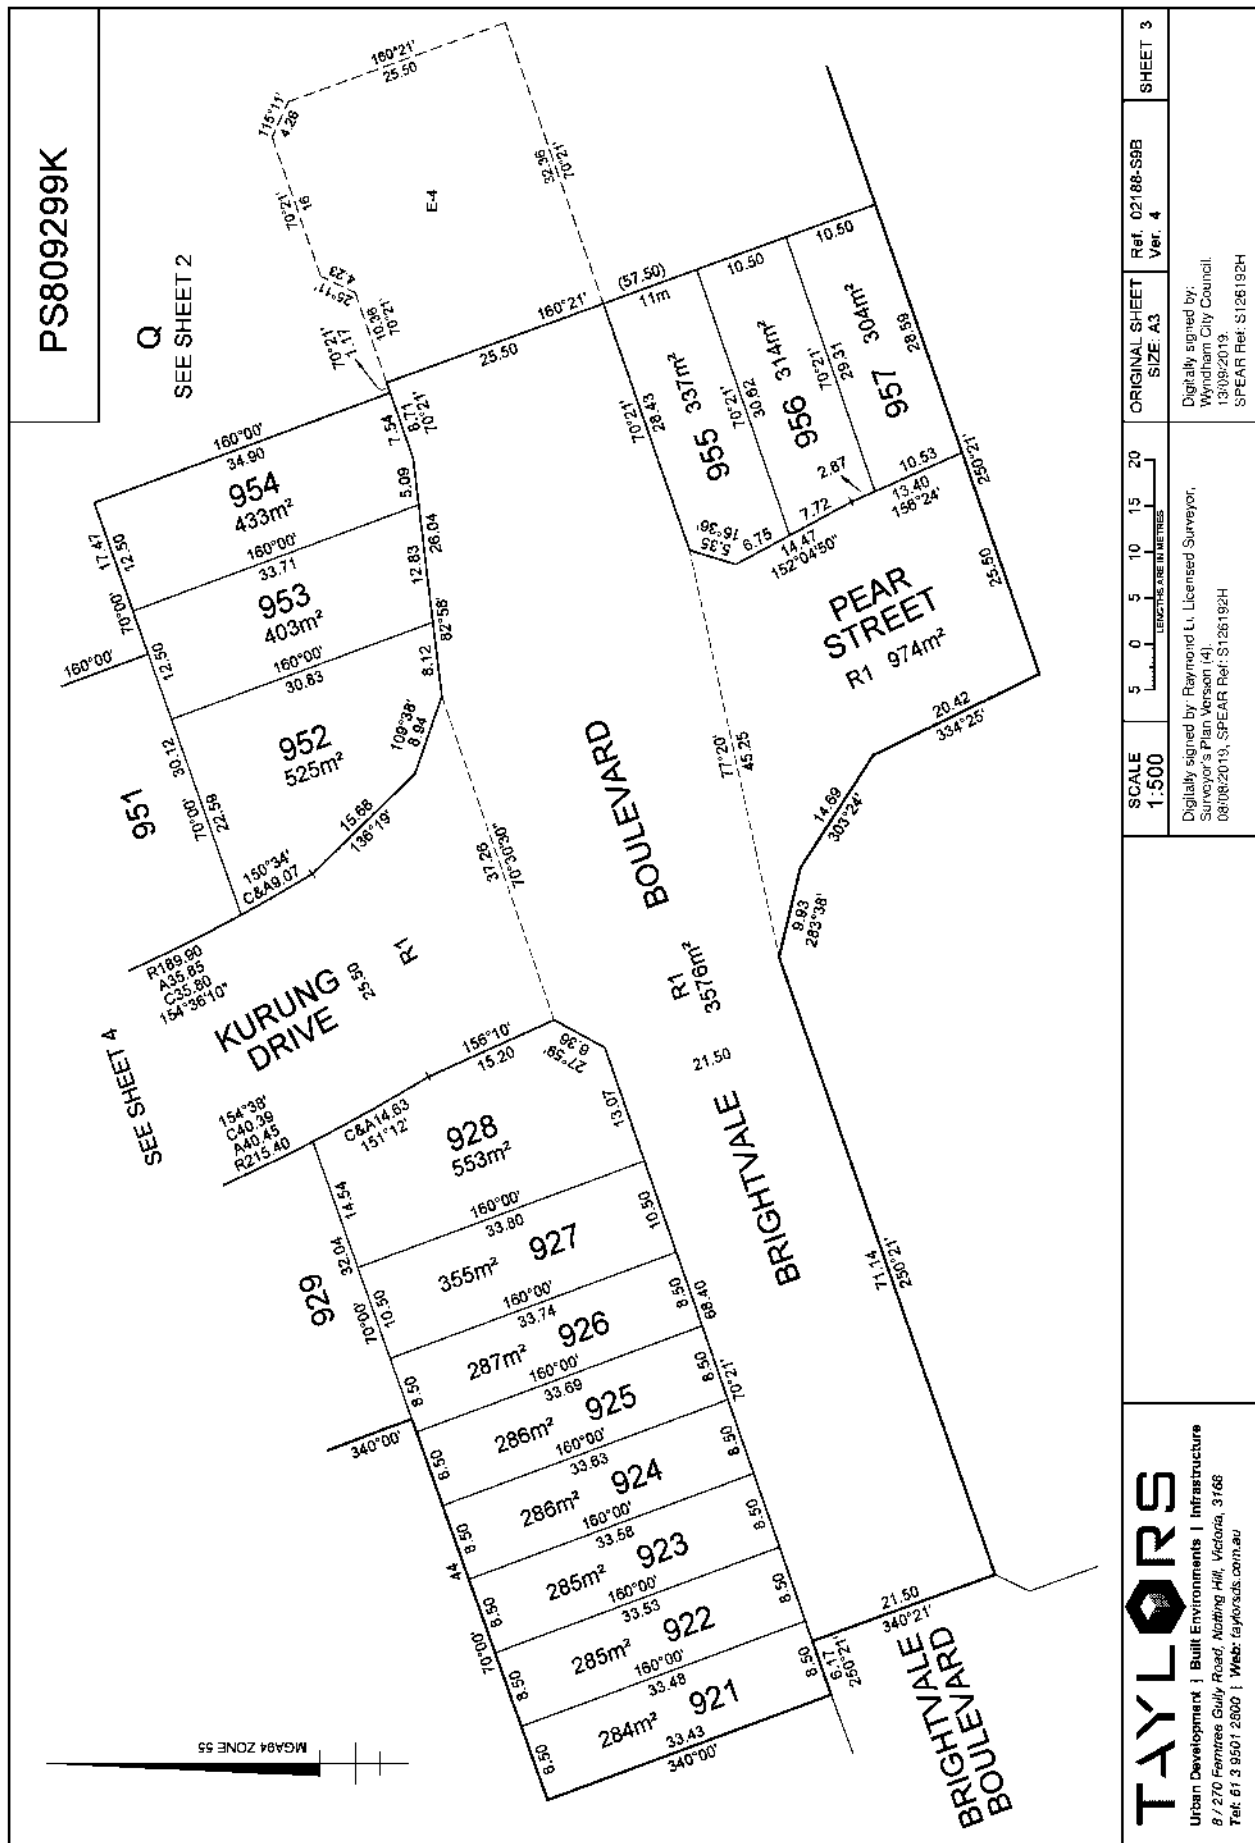 PS809299K
Q
SEE SHEET 2
160°21'
25.50
115°11'
4.28
70°21'
16
25°11'
4.23
E-4
32.36
70°21'
10.36
70°21'
70°21'
1.17
160°21'
25.50
(57.50)
11m
10.50
10.50
951
160°00'
70°00'
17.47
12.50
12.50
70°00'
30.12
22.59
954
433m²
160°00'
34.90
953
403m²
160°00'
33.71
952
525m²
160°00'
30.83
7.54
8.71
70°21'
5.09
26.04
12.83
82°58'
8.12
109°38'
8.94
15.68
136°19'
150°34'
C&A9.07
R189.90
A35.85
C35.80
154°36'10"
KURUNG
DRIVE
25.50
R1
SEE SHEET 4
154°38'
C40.39
A40.45
R215.40
C&A14.63
151°12'
156°10'
15.20
27°59'
6.36
37.26
70°30'30"
77°20'
45.25
BRIGHTVALE BOULEVARD
R1
3576m²
21.50
955 337m²
70°21'
28.43
956 314m²
70°21'
30.62
957 304m²
70°21'
29.31
28.59
250°21'
5.35
16°36'
6.75
7.72
14.47
152°04'50"
2.87
10.53
13.40
156°24'
PEAR
STREET
R1 974m²
25.50
20.42
334°25'
14.69
303°24'
9.93
283°38'
71.14
250°21'
929
32.04
14.54
70°00'
10.50
928
553m²
13.07
160°00'
33.80
355m² 927
10.50
160°00'
33.74
287m² 926
8.50
8.50
68.40
160°00'
33.69
286m² 925
8.50
8.50
70°21'
340°00'
160°00'
33.63
286m² 924
8.50
8.50
44
160°00'
33.58
285m² 923
8.50
8.50
70°00'
160°00'
33.53
285m² 922
8.50
8.50
160°00'
33.48
284m² 921
8.50
8.50
33.43
340°00'
6.17
250°21'
21.50
340°21'
BRIGHTVALE
BOULEVARD
MGA94 ZONE 55
TAYLORS
Urban Development | Built Environments | Infrastructure
8 / 270 Ferntree Gully Road, Notting Hill, Victoria, 3168
Tel: 61 3 9501 2800 | Web: taylorsds.com.au
SCALE
1:500
5 0 5 10 15 20
LENGTHS ARE IN METRES
ORIGINAL SHEET
SIZE: A3
Ref. 02188-S9B
Ver. 4
SHEET 3
Digitally signed by: Raymond Li, Licensed Surveyor,
Surveyor's Plan Version (4),
08/08/2019, SPEAR Ref: S126192H
Digitally signed by:
Wyndham City Council,
13/09/2019,
SPEAR Ref: S126192H